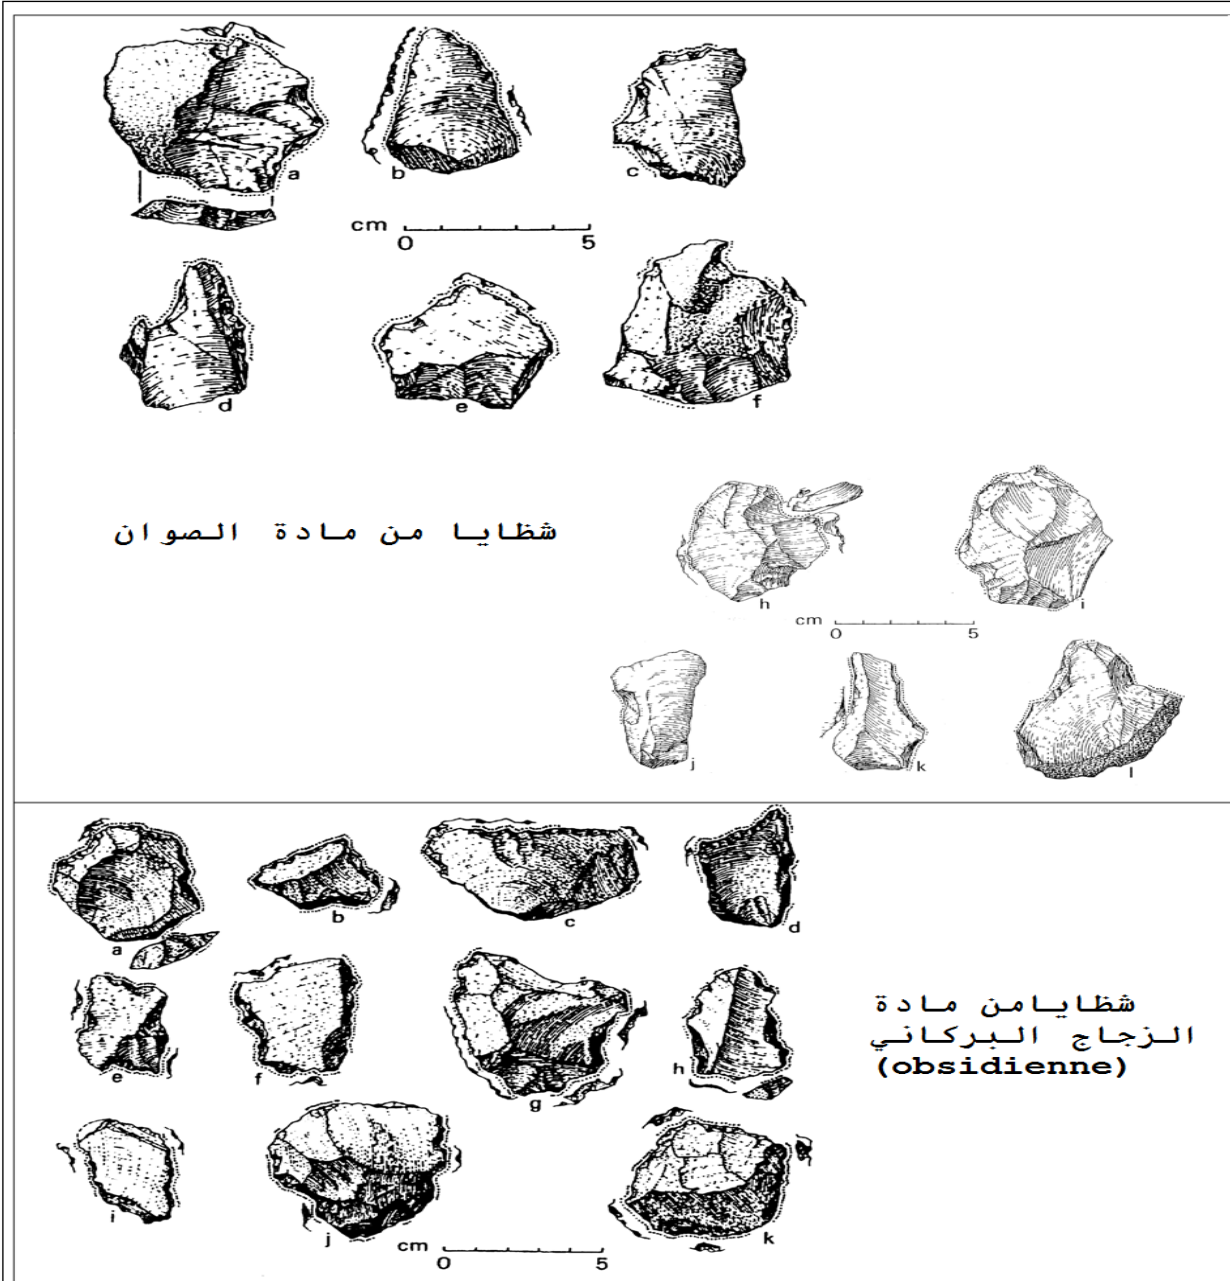 a b c
cm 0 5
d e f
شظايا من مادة الصوان
h i
cm 0 5
j k l
a b c d
شظايامن مادة
الزجاج البركاني
(obsidienne)
e f g h
i j k
cm 0 5